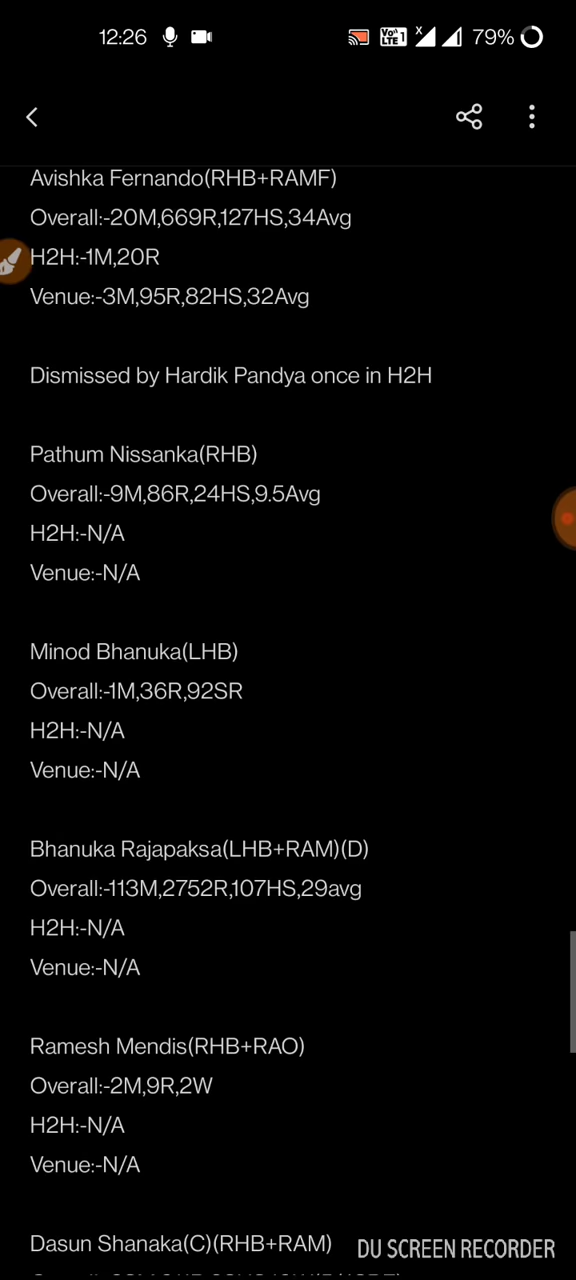 12:26
Vo))
LTE 1
X
79%
Avishka Fernando(RHB+RAMF)
Overall:-20M,669R,127HS,34Avg
H2H:-1M,20R
Venue:-3M,95R,82HS,32Avg
Dismissed by Hardik Pandya once in H2H
Pathum Nissanka(RHB)
Overall:-9M,86R,24HS,9.5Avg
H2H:-N/A
Venue:-N/A
Minod Bhanuka(LHB)
Overall:-1M,36R,92SR
H2H:-N/A
Venue:-N/A
Bhanuka Rajapaksa(LHB+RAM)(D)
Overall:-113M,2752R,107HS,29avg
H2H:-N/A
Venue:-N/A
Ramesh Mendis(RHB+RAO)
Overall:-2M,9R,2W
H2H:-N/A
Venue:-N/A
Dasun Shanaka(C)(RHB+RAM)
DU SCREEN RECORDER